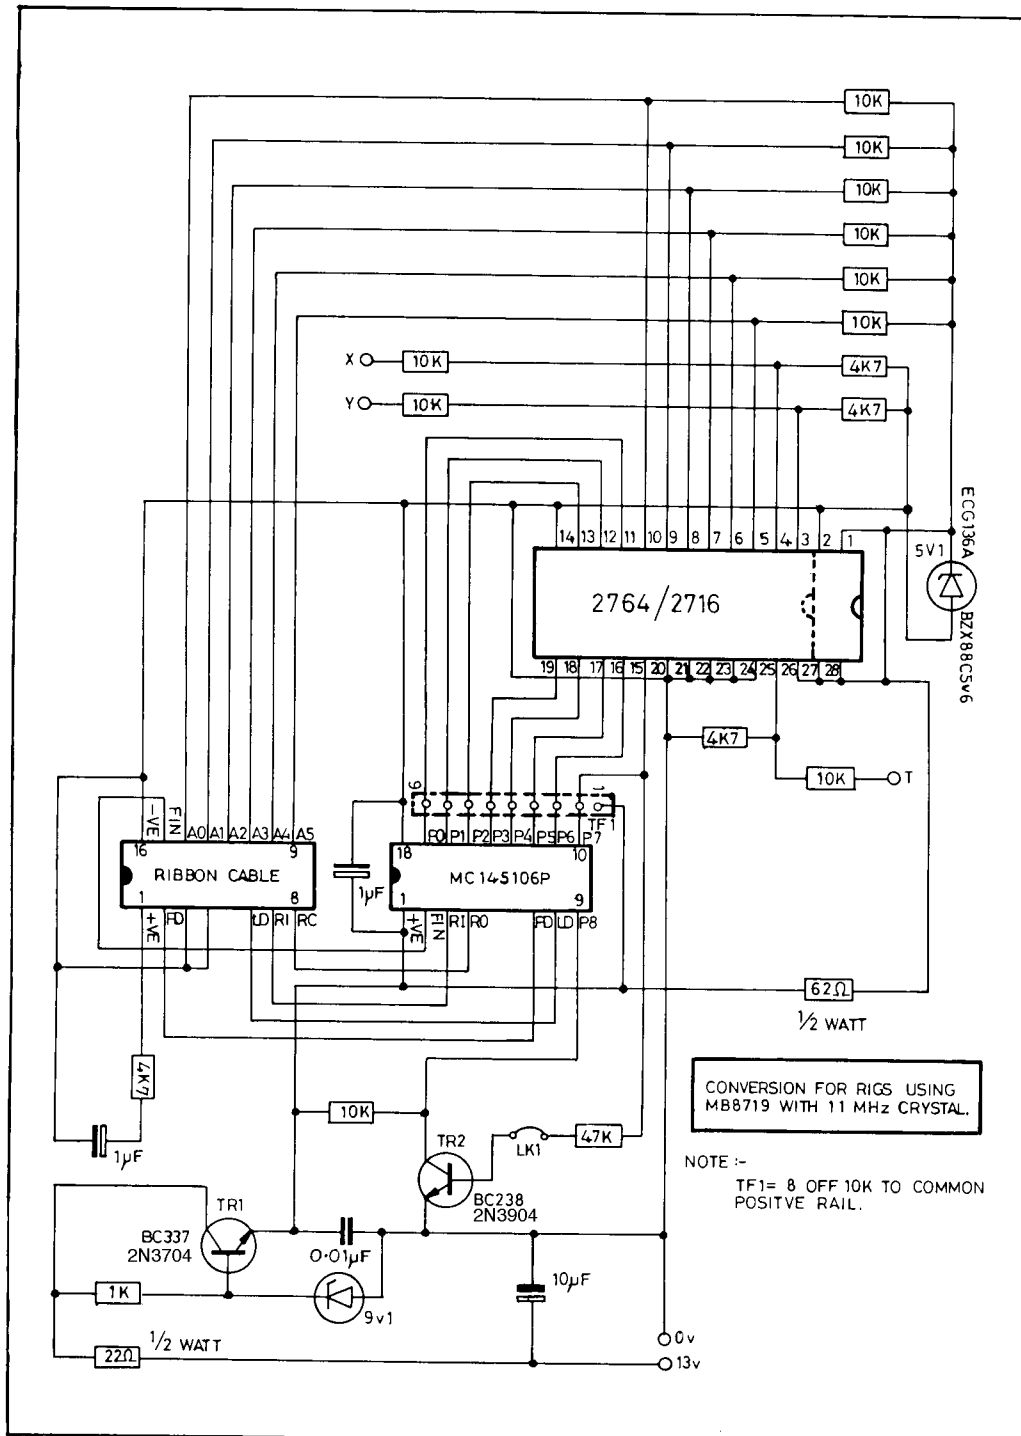 10K
10K
10K
10K
10K
10K
X 10K 4K7
Y 10K 4K7
ECG136A
5V1
BZX88C5v6
14 13 12 11 10 9 8 7 6 5 4 3 2 1
2764/2716
19 18 17 16 15 20 21 22 23 24 25 26 27 28
4K7
10K T
9 1
TF1
-VE FIN A0 A1 A2 A3 A4 A5
16 9
RIBBON CABLE
1 8
+VE PD LD RI RC
1µF
P0 P1 P2 P3 P4 P5 P6 P7
18 10
MC145106P
1 9
+VE FIN RI RO PD LD P8
62Ω
1/2 WATT
4K7
1µF
10K
TR2
LK1
47K
BC238
2N3904
CONVERSION FOR RIGS USING
MB8719 WITH 11 MHz CRYSTAL.
NOTE :-
TF1= 8 OFF 10K TO COMMON
POSITVE RAIL.
TR1
BC337
2N3704
0·01µF
1K
9v1
10µF
1/2 WATT
22Ω
0v
13v